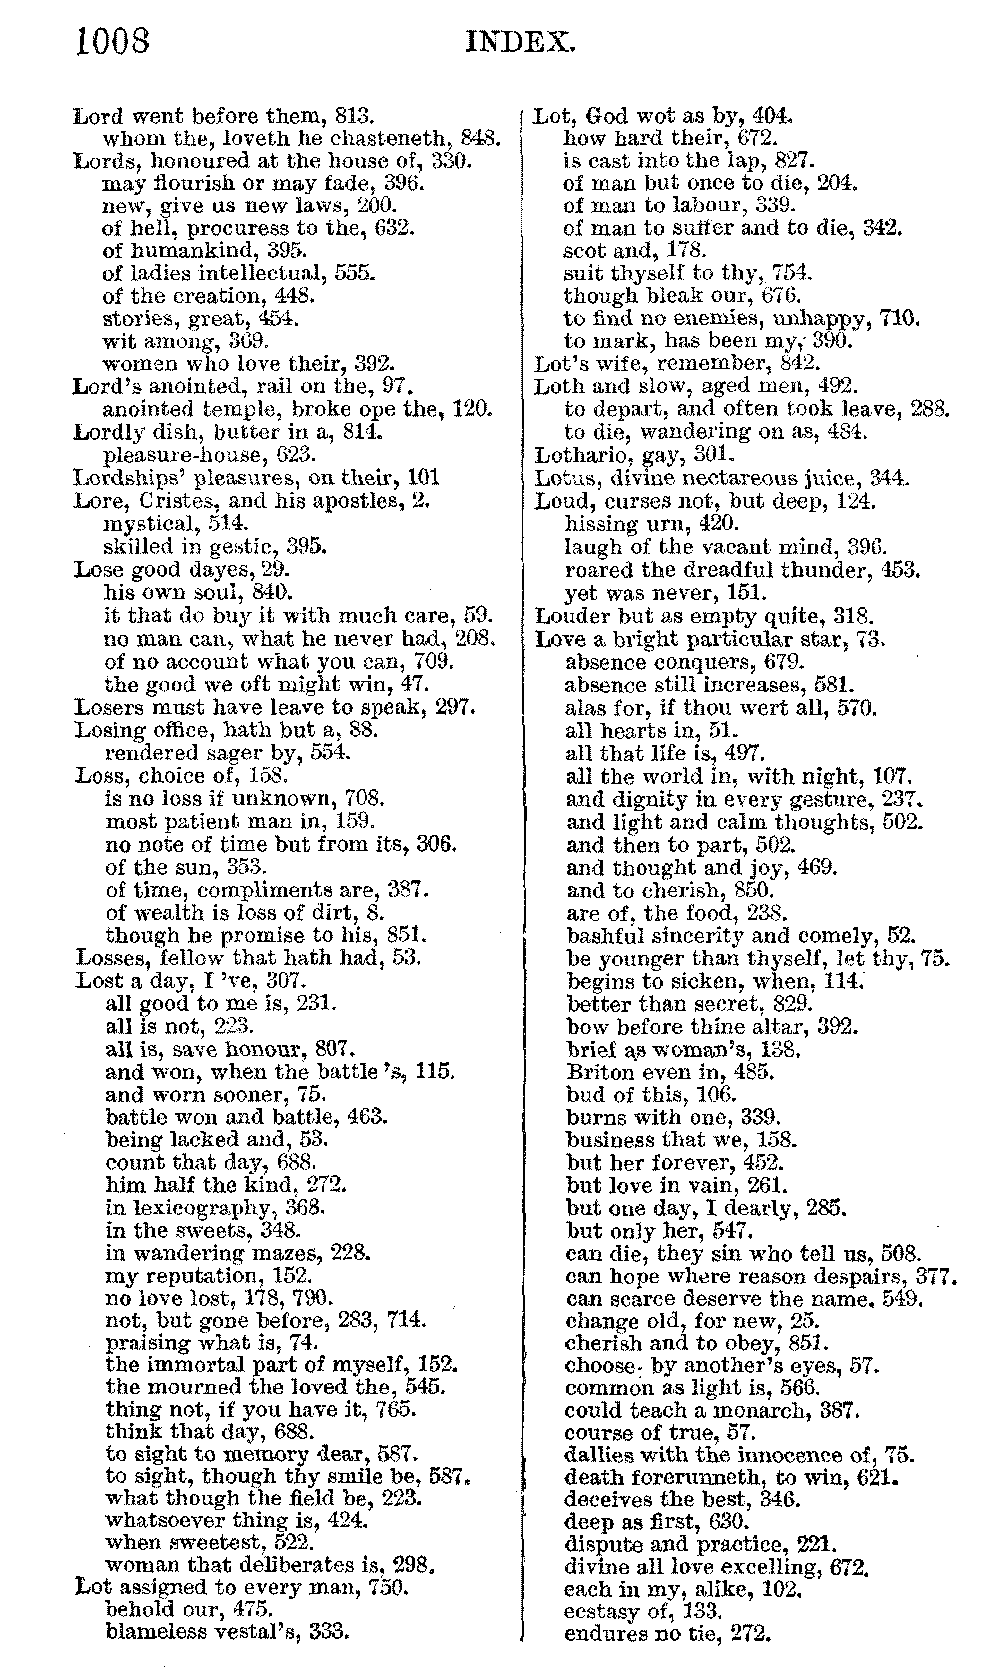 1008
INDEX.
Lord went before them, 813.
whom the, loveth he chasteneth, 848.
Lords, honoured at the house of, 330.
may flourish or may fade, 396.
new, give us new laws, 200.
of hell, procuress to the, 632.
of humankind, 395.
of ladies intellectual, 555.
of the creation, 448.
stories, great, 454.
wit among, 369.
women who love their, 392.
Lord's anointed, rail on the, 97.
anointed temple, broke ope the, 120.
Lordly dish, butter in a, 814.
pleasure-house, 623.
Lordships' pleasures, on their, 101
Lore, Cristes, and his apostles, 2.
mystical, 514.
skilled in gestic, 395.
Lose good dayes, 29.
his own soul, 840.
it that do buy it with much care, 59.
no man can, what he never had, 208.
of no account what you can, 709.
the good we oft might win, 47.
Losers must have leave to speak, 297.
Losing office, hath but a, 88.
rendered sager by, 554.
Loss, choice of, 158.
is no loss if unknown, 708.
most patient man in, 159.
no note of time but from its, 306.
of the sun, 353.
of time, compliments are, 387.
of wealth is loss of dirt, 8.
though he promise to his, 851.
Losses, fellow that hath had, 53.
Lost a day, I 've, 307.
all good to me is, 231.
all is not, 223.
all is, save honour, 807.
and won, when the battle 's, 115.
and worn sooner, 75.
battle won and battle, 463.
being lacked and, 53.
count that day, 688.
him half the kind, 272.
in lexicography, 368.
in the sweets, 348.
in wandering mazes, 228.
my reputation, 152.
no love lost, 178, 790.
not, but gone before, 283, 714.
praising what is, 74.
the immortal part of myself, 152.
the mourned the loved the, 545.
thing not, if you have it, 765.
think that day, 688.
to sight to memory dear, 587.
to sight, though thy smile be, 587.
what though the field be, 223.
whatsoever thing is, 424.
when sweetest, 522.
woman that deliberates is, 298.
Lot assigned to every man, 750.
behold our, 475.
blameless vestal's, 333.
Lot, God wot as by, 404.
how hard their, 672.
is cast into the lap, 827.
of man but once to die, 204.
of man to labour, 339.
of man to suffer and to die, 342.
scot and, 178.
suit thyself to thy, 754.
though bleak our, 676.
to find no enemies, unhappy, 710.
to mark, has been my, 390.
Lot's wife, remember, 842.
Loth and slow, aged men, 492.
to depart, and often took leave, 288.
to die, wandering on as, 484.
Lothario, gay, 301.
Lotus, divine nectareous juice, 344.
Loud, curses not, but deep, 124.
hissing urn, 420.
laugh of the vacant mind, 396.
roared the dreadful thunder, 453.
yet was never, 151.
Louder but as empty quite, 318.
Love a bright particular star, 73.
absence conquers, 679.
absence still increases, 581.
alas for, if thou wert all, 570.
all hearts in, 51.
all that life is, 497.
all the world in, with night, 107.
and dignity in every gesture, 237.
and light and calm thoughts, 502.
and then to part, 502.
and thought and joy, 469.
and to cherish, 850.
are of, the food, 238.
bashful sincerity and comely, 52.
be younger than thyself, let thy, 75.
begins to sicken, when, 114.
better than secret, 829.
bow before thine altar, 392.
brief as woman's, 138.
Briton even in, 485.
bud of this, 106.
burns with one, 339.
business that we, 158.
but her forever, 452.
but love in vain, 261.
but one day, I dearly, 285.
but only her, 547.
can die, they sin who tell us, 508.
can hope where reason despairs, 377.
can scarce deserve the name, 549.
change old, for new, 25.
cherish and to obey, 851.
choose by another's eyes, 57.
common as light is, 566.
could teach a monarch, 387.
course of true, 57.
dallies with the innocence of, 75.
death forerunneth, to win, 621.
deceives the best, 346.
deep as first, 630.
dispute and practice, 221.
divine all love excelling, 672.
each in my, alike, 102.
ecstasy of, 133.
endures no tie, 272.